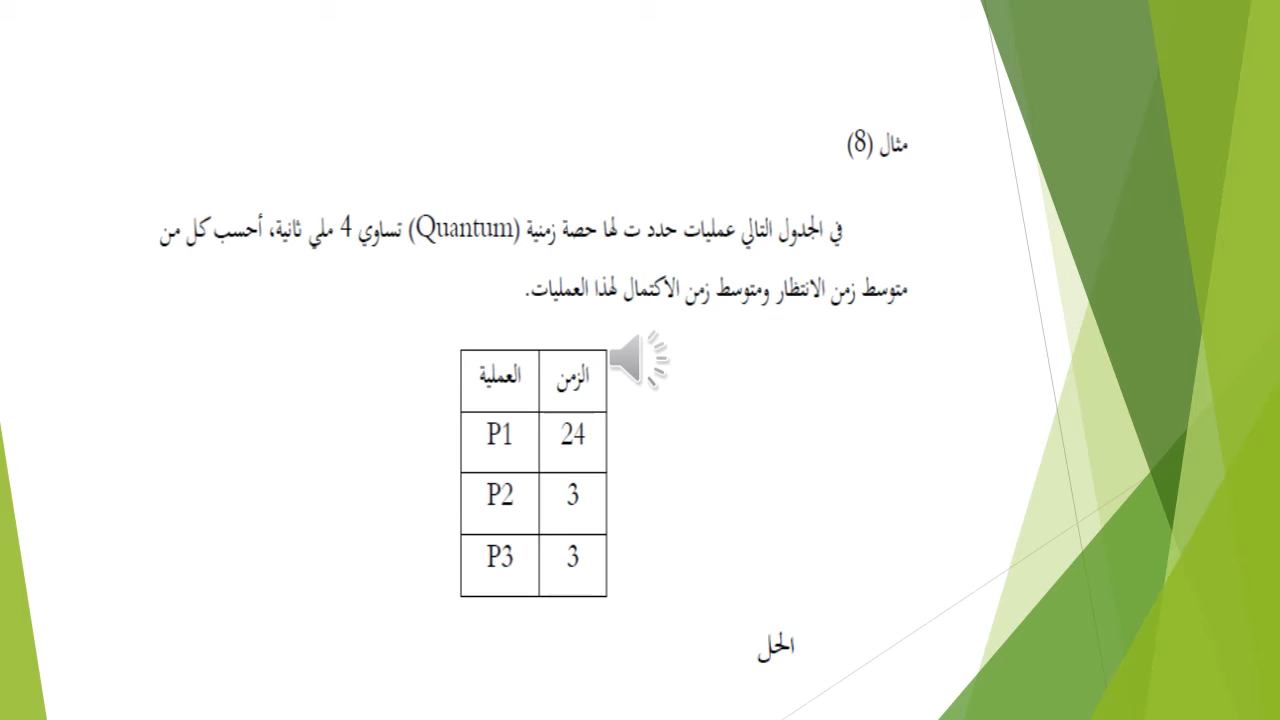 مثال (8)
في الجدول التالي عمليات حدد ت لها حصة زمنية (Quantum) تساوي 4 ملي ثانية، أحسب كل من
متوسط زمن الانتظار ومتوسط زمن الاكتمال لهذا العمليات.
العملية الزمن
P1 24
P2 3
P3 3
الحل